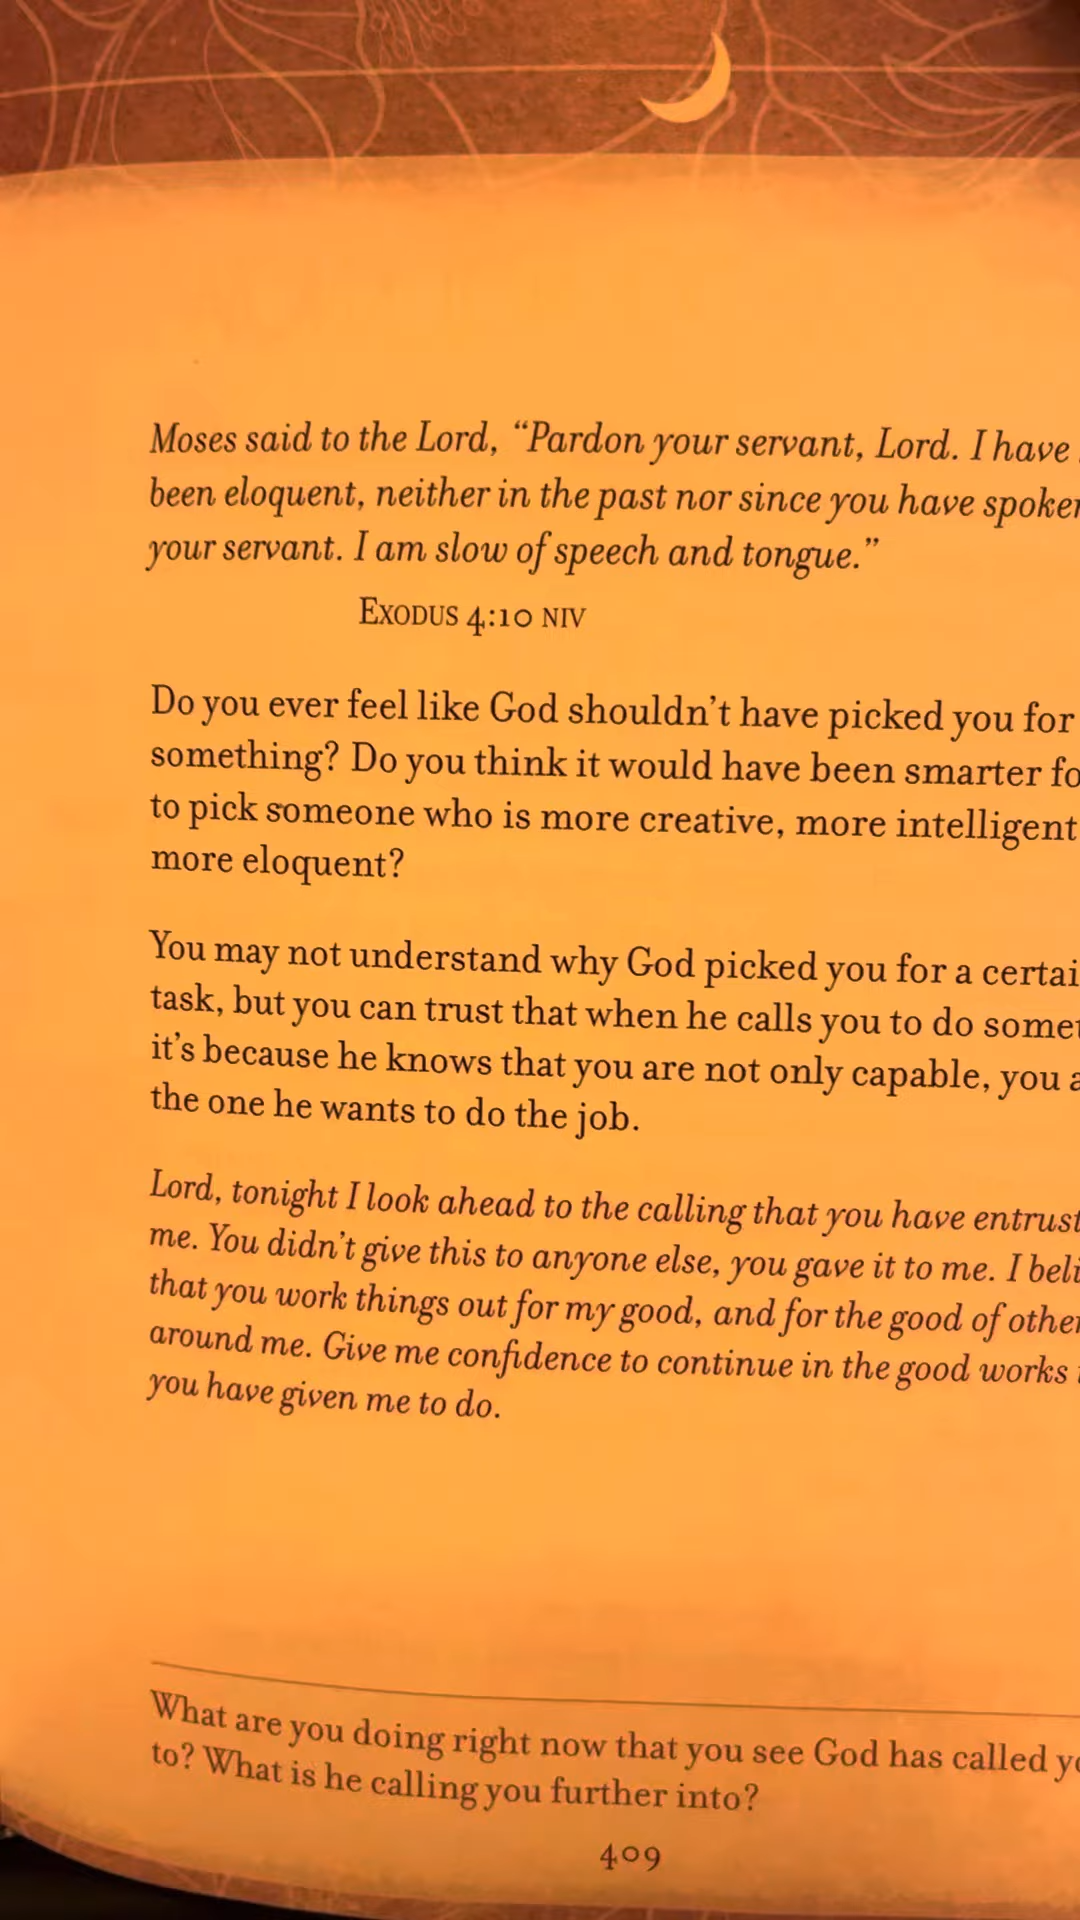 Moses said to the Lord, “Pardon your servant, Lord. I have
been eloquent, neither in the past nor since you have spoken
your servant. I am slow of speech and tongue.”
EXODUS 4:10 NIV
Do you ever feel like God shouldn’t have picked you for
something? Do you think it would have been smarter fo
to pick someone who is more creative, more intelligent
more eloquent?
You may not understand why God picked you for a certai
task, but you can trust that when he calls you to do somet
it’s because he knows that you are not only capable, you a
the one he wants to do the job.
Lord, tonight I look ahead to the calling that you have entrust
me. You didn’t give this to anyone else, you gave it to me. I beli
that you work things out for my good, and for the good of other
around me. Give me confidence to continue in the good works
you have given me to do.
What are you doing right now that you see God has called yo
to? What is he calling you further into?
409